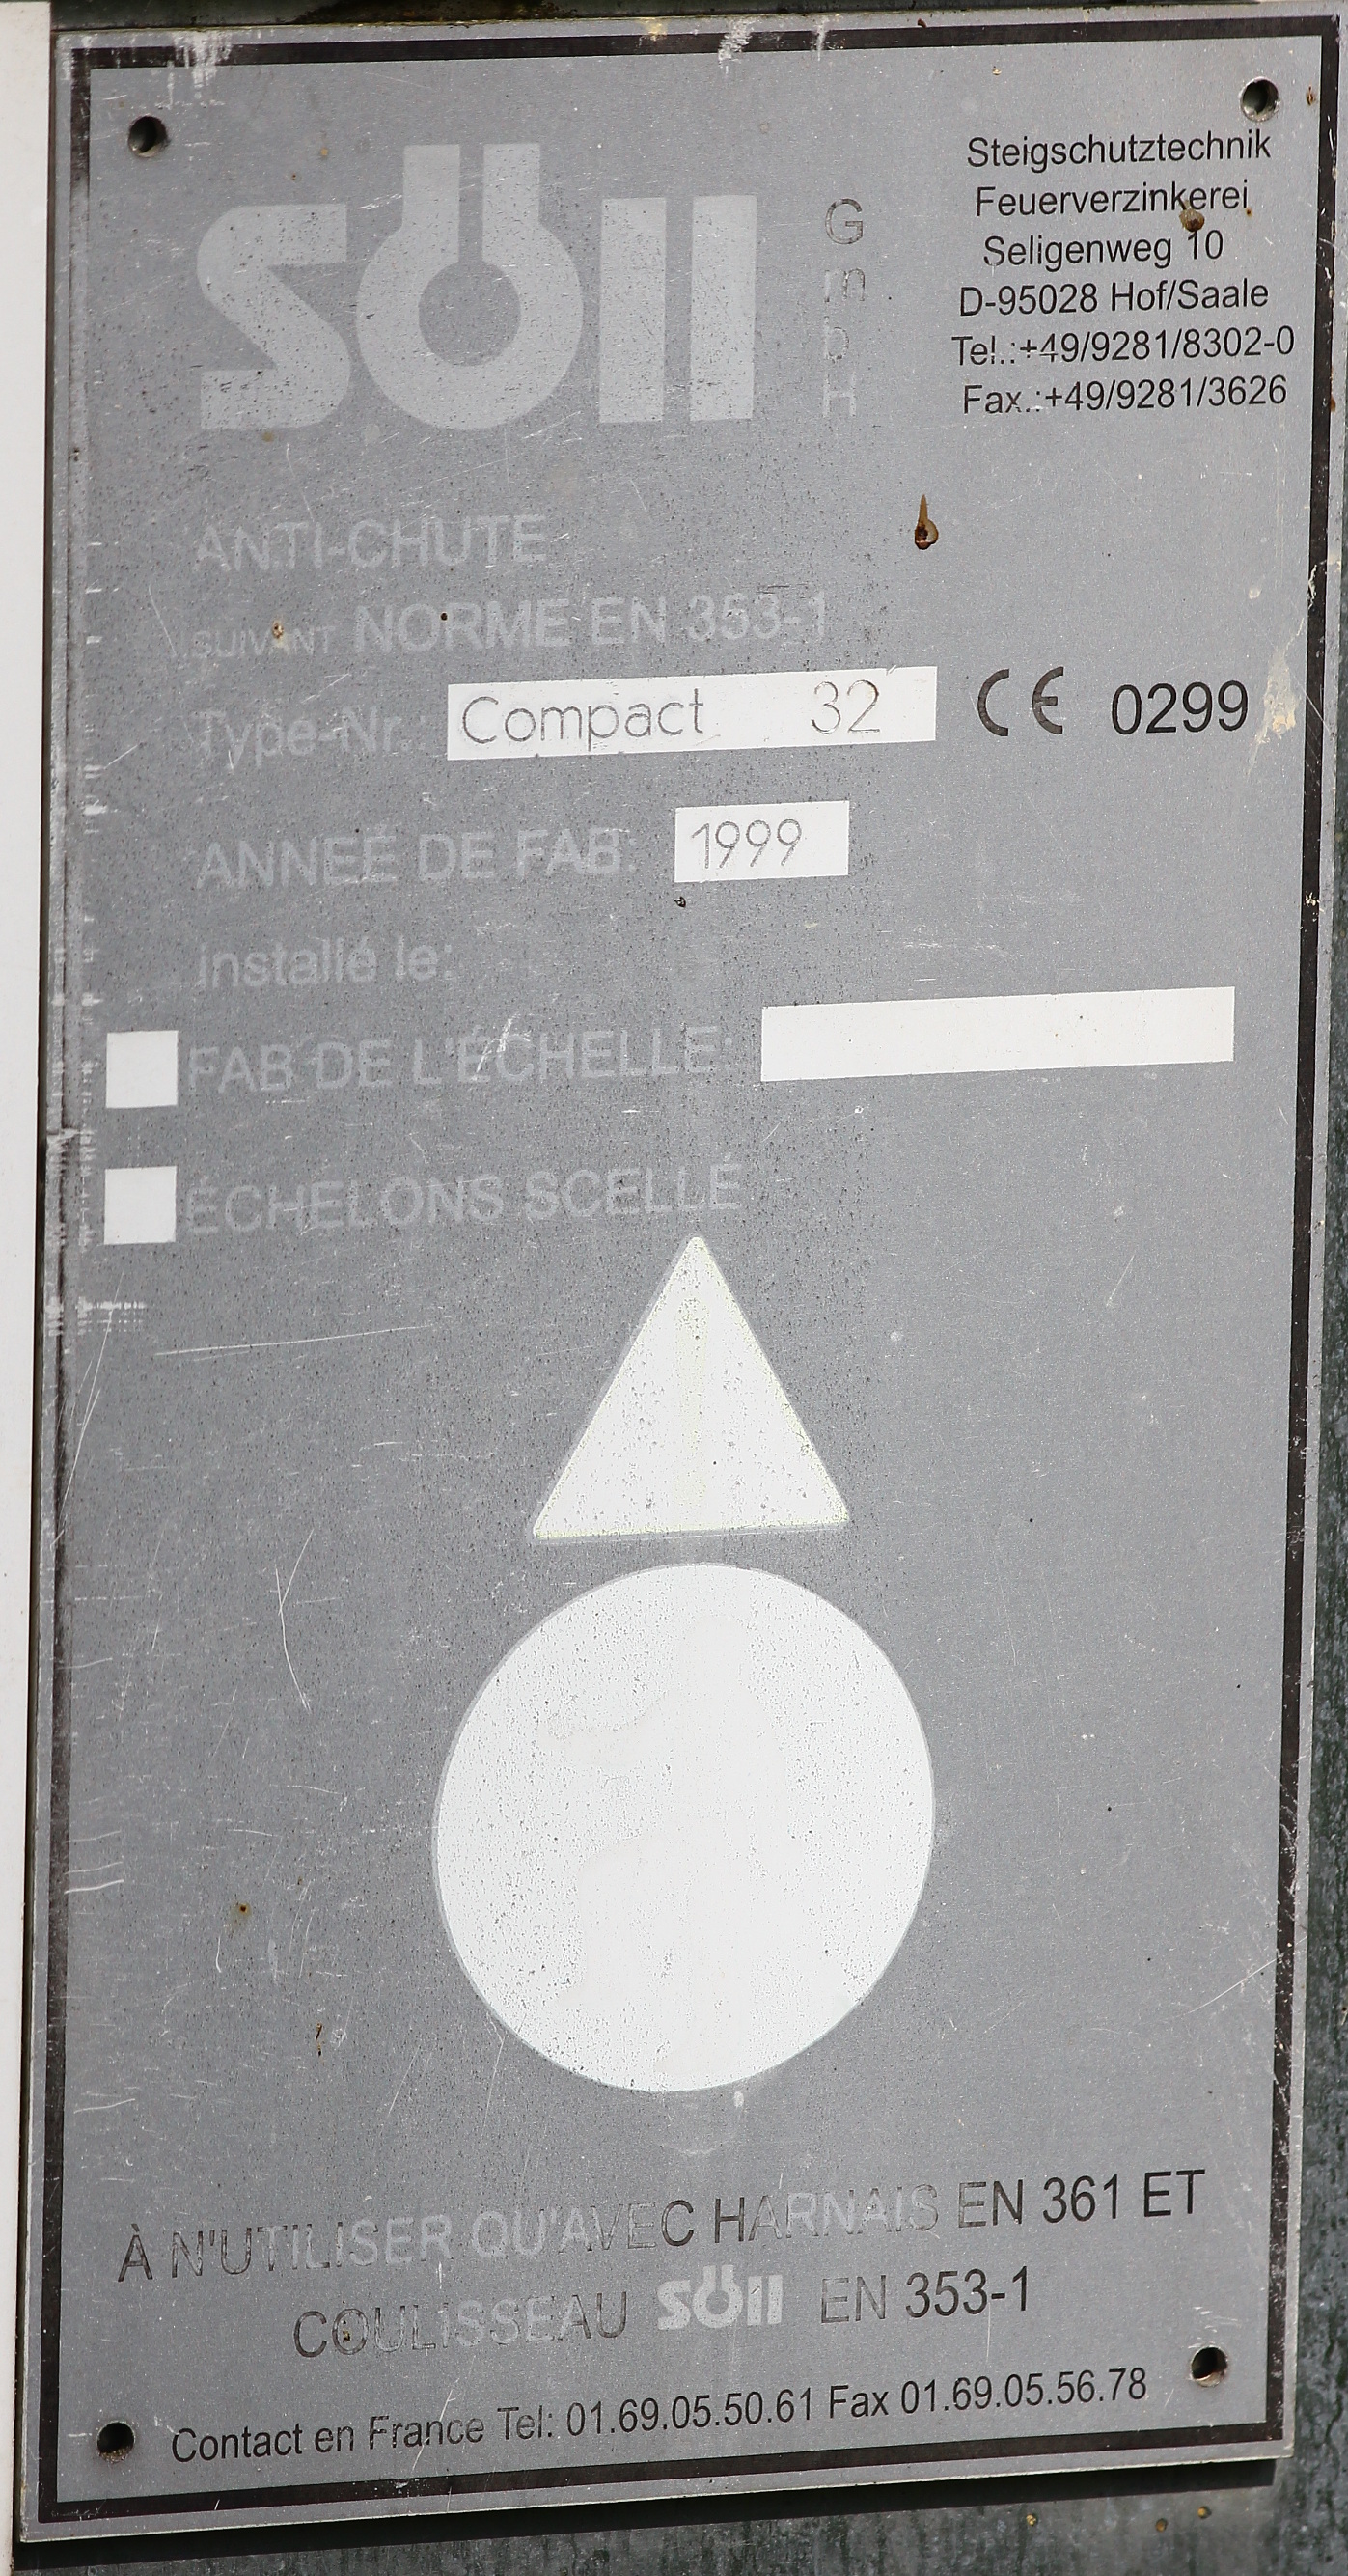 söll GmbH
Steigschutztechnik
Feuerverzinkerei
Seligenweg 10
D-95028 Hof/Saale
Tel.:+49/9281/8302-0
Fax.:+49/9281/3626
ANTI-CHUTE
SUIVANT NORME EN 353-1
Type-Nr.: Compact 32 CE 0299
ANNEÉ DE FAB. 1999
Installé le:
FAB DE L'ÉCHELLE:
ÉCHELONS SCELLÉ
À N'UTILISER QU'AVEC HARNAIS EN 361 ET
COULISSEAU söll EN 353-1
Contact en France Tel: 01.69.05.50.61 Fax 01.69.05.56.78